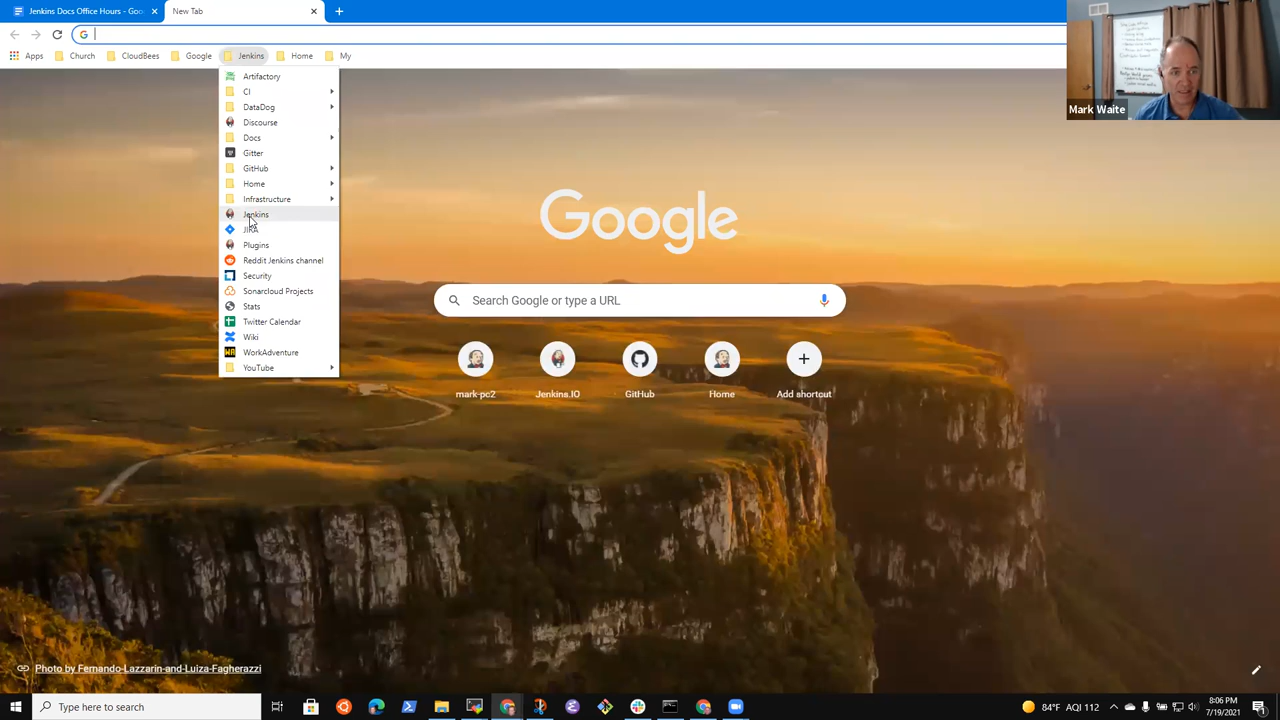 Jenkins Docs Office Hours - Goo
New Tab
Apps
Church
CloudBees
Google
Jenkins
Home
My
Artifactory
CI
DataDog
Discourse
Docs
Gitter
GitHub
Home
Infrastructure
Jenkins
JIRA
Plugins
Reddit Jenkins channel
Security
Sonarcloud Projects
Stats
Twitter Calendar
Wiki
WorkAdventure
YouTube
Mark Waite
Google
Search Google or type a URL
mark-pc2
Jenkins.IO
GitHub
Home
Add shortcut
Photo by Fernando-Lazzarin-and-Luiza-Fagherazzi
Type here to search
84°F AQI 112
8:06 PM
7/19/2021